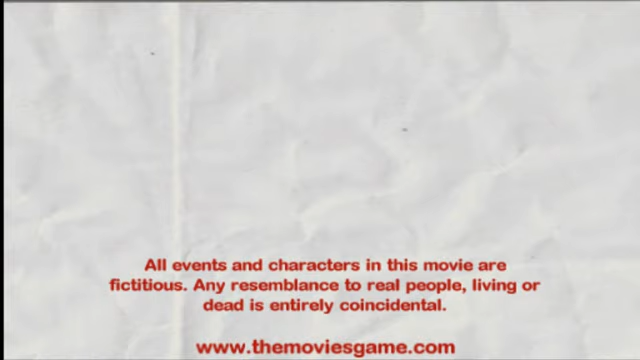 All events and characters in this movie are
fictitious. Any resemblance to real people, living or
dead is entirely coincidental.
www.themoviesgame.com